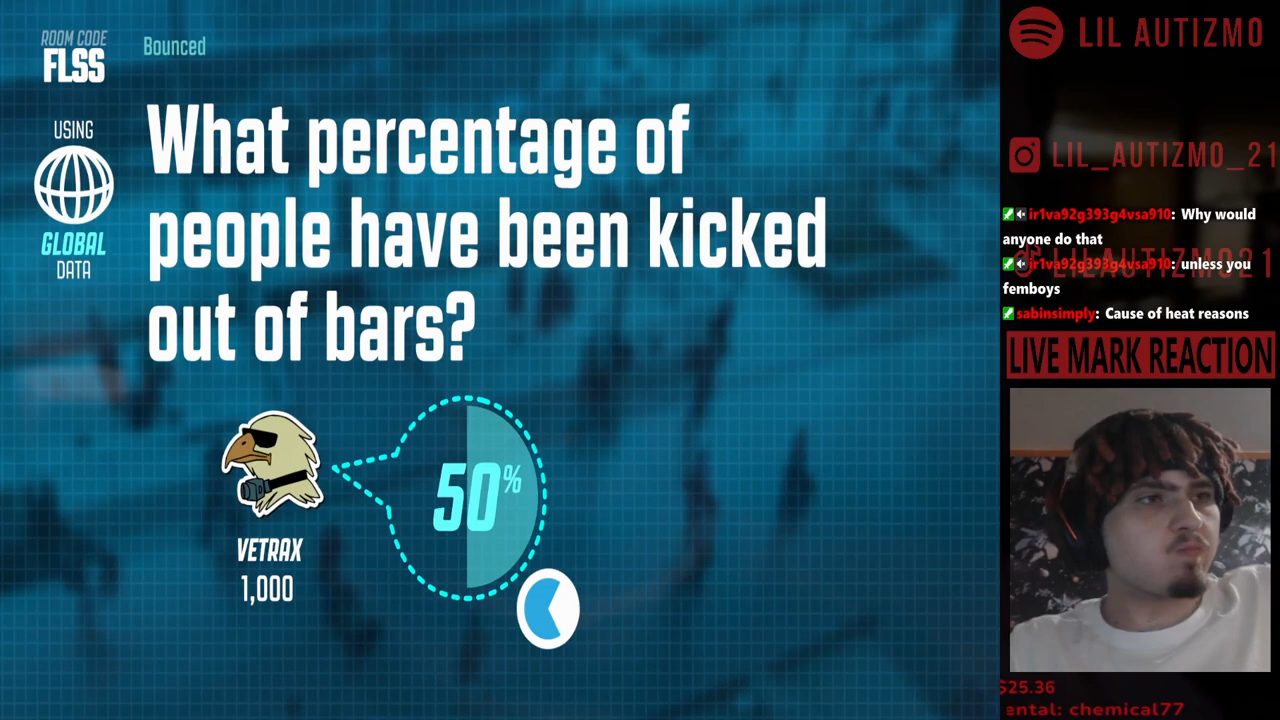 ROOM CODE
FLSS
Bounced
USING
GLOBAL
DATA
What percentage of
people have been kicked
out of bars?
50%
VETRAX
1,000
LIL AUTIZMO
LIL_AUTIZMO_21
ir1va92g393g4vsa910: Why would
anyone do that
LILAUTIZMO21
ir1va92g393g4vsa910: unless you
femboys
sabinsimply: Cause of heat reasons
LIVE MARK REACTION
$25.36
ental: chemical77